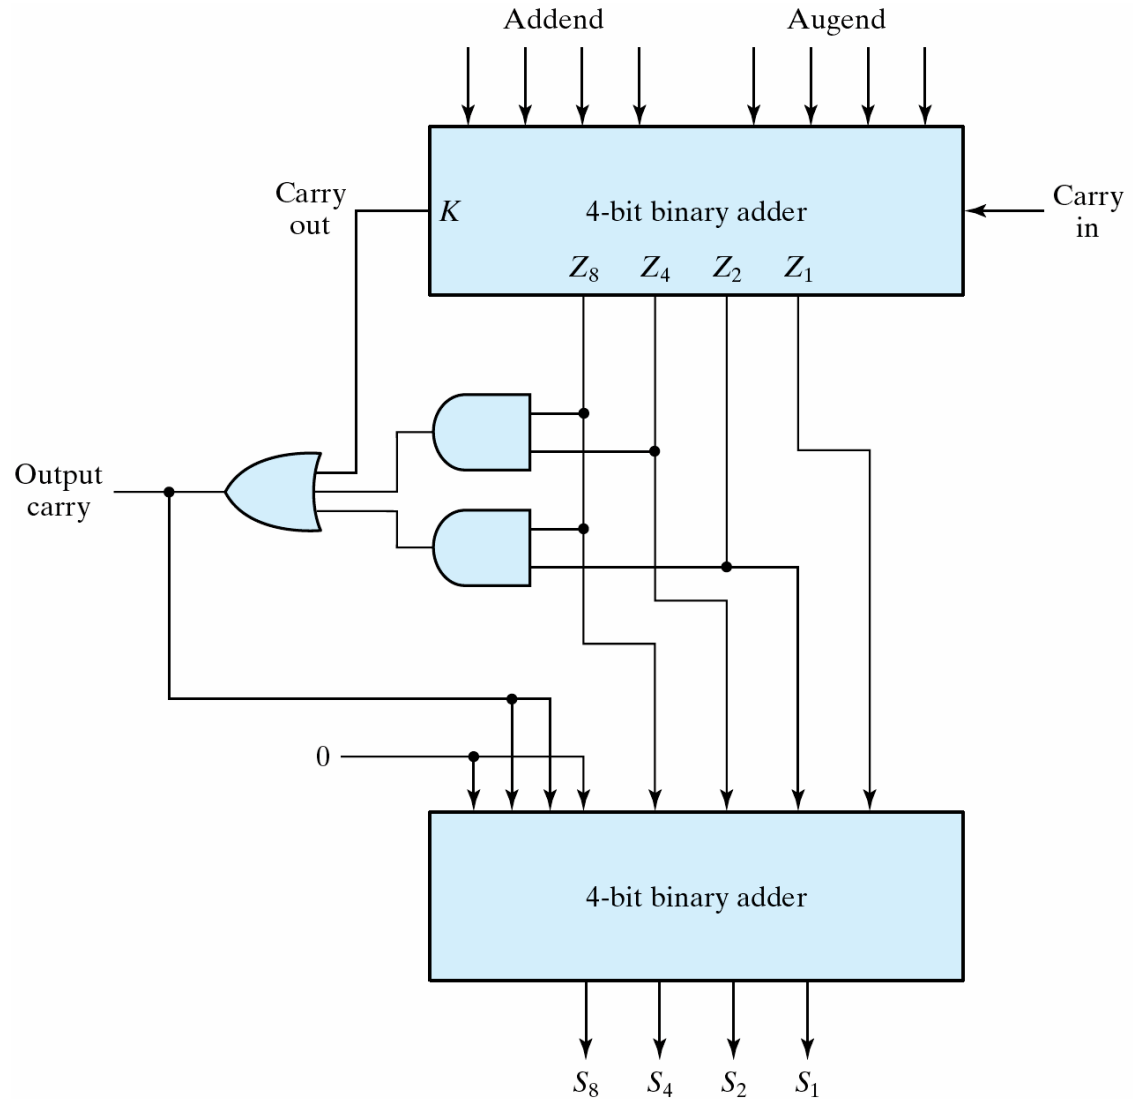 Addend Augend
Carry
out
K 4-bit binary adder
Carry
in
Z8 Z4 Z2 Z1
Output
carry
0
4-bit binary adder
S8 S4 S2 S1